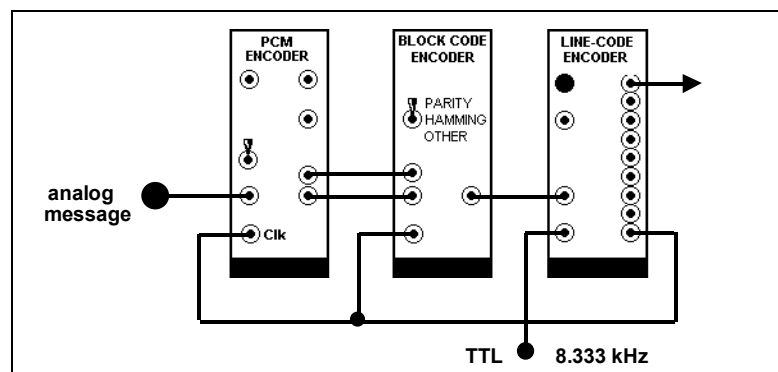 PCM
ENCODER
BLOCK CODE
ENCODER
LINE-CODE
ENCODER
PARITY
HAMMING
OTHER
analog
message
Clk
TTL 8.333 kHz